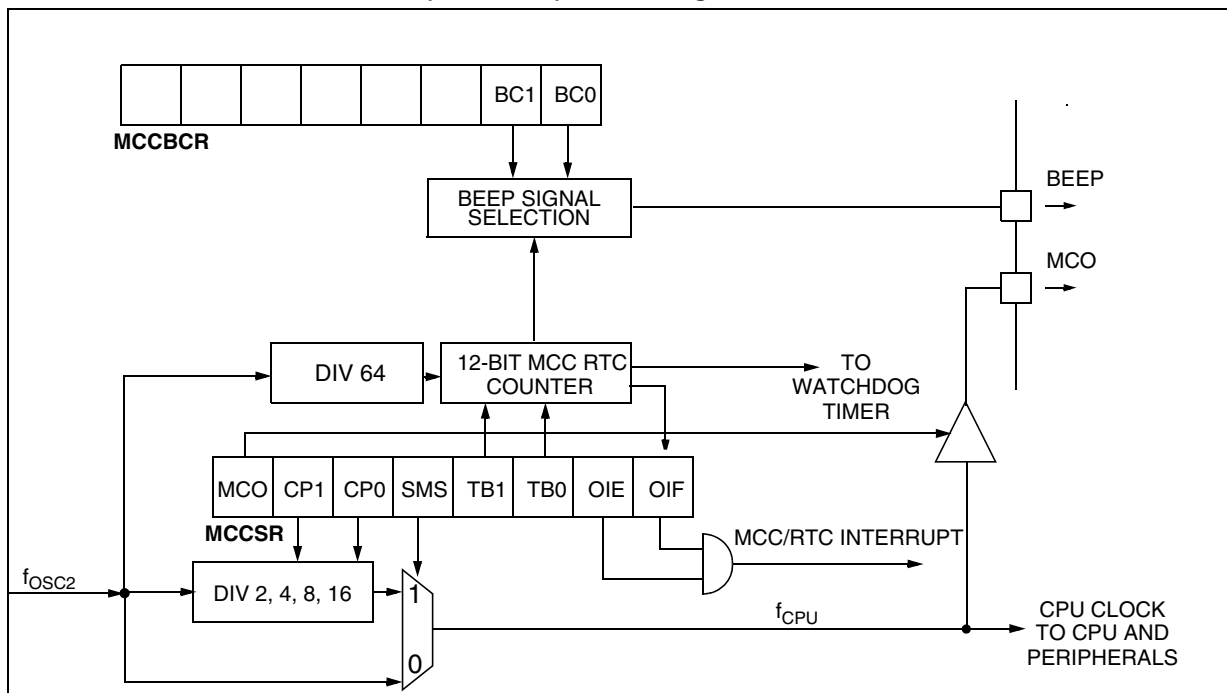 BC1 BC0
MCCBCR
BEEP SIGNAL
SELECTION
BEEP
MCO
DIV 64
12-BIT MCC RTC
COUNTER
TO
WATCHDOG
TIMER
MCO CP1 CP0 SMS TB1 TB0 OIE OIF
MCCSR
MCC/RTC INTERRUPT
fOSC2
DIV 2, 4, 8, 16
1
0
fCPU
CPU CLOCK
TO CPU AND
PERIPHERALS